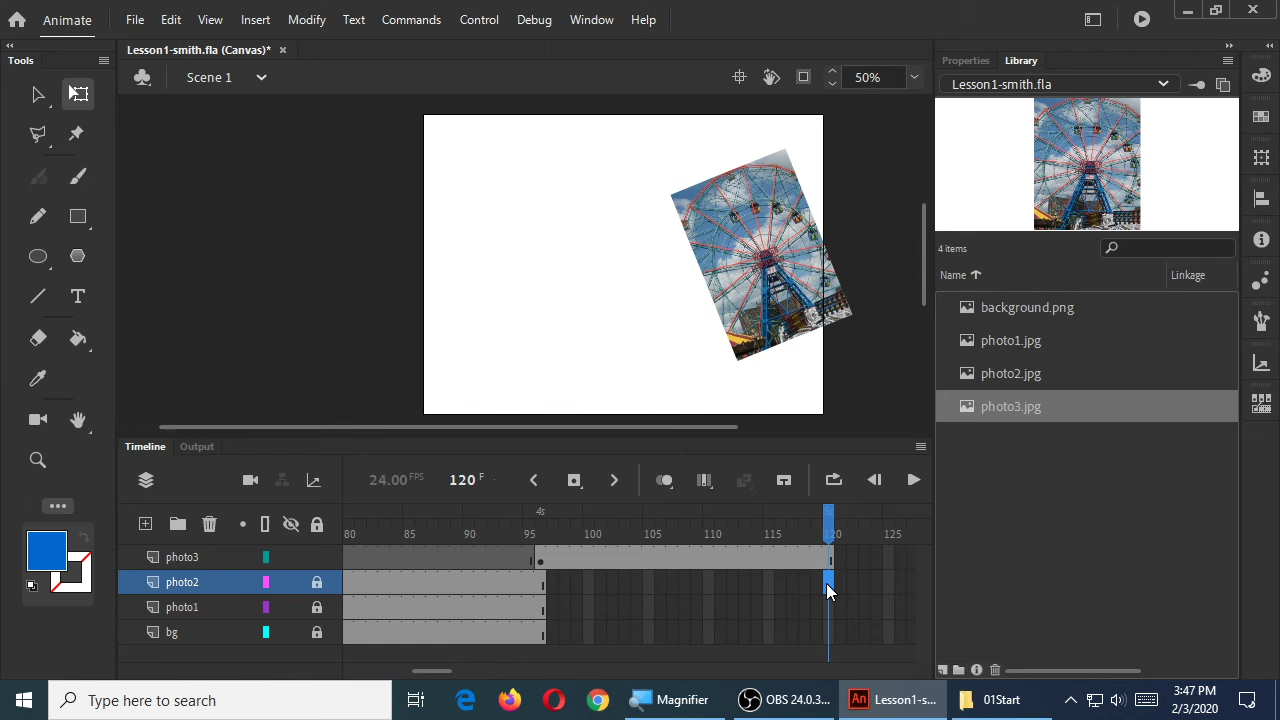 Animate
File
Edit
View
Insert
Modify
Text
Commands
Control
Debug
Window
Help
Tools
Lesson1-smith.fla (Canvas)*
Scene 1
50%
Properties
Library
Lesson1-smith.fla
4 items
Name
Linkage
background.png
photo1.jpg
photo2.jpg
photo3.jpg
Timeline
Output
24.00 FPS
120 F
4s
80 85 90 95 100 105 110 115 120 125
photo3
photo2
photo1
bg
Type here to search
Magnifier
OBS 24.0.3...
An
Lesson1-s...
01Start
3:47 PM
2/3/2020